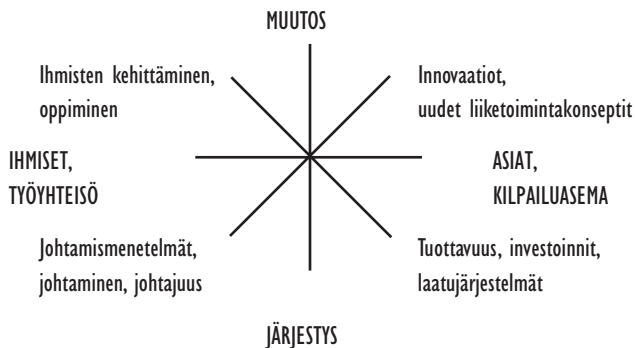 MUUTOS
Ihmisten kehittäminen,
oppiminen
Innovaatiot,
uudet liiketoimintakonseptit
IHMISET,
TYÖYHTEISÖ
ASIAT,
KILPAILUASEMA
Johtamismenetelmät,
johtaminen, johtajuus
Tuottavuus, investoinnit,
laatujärjestelmät
JÄRJESTYS